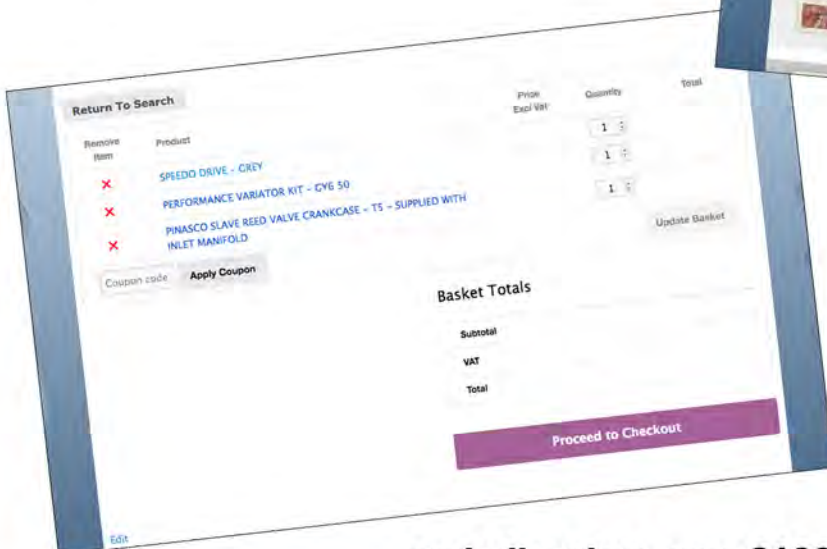 Return To Search
Remove Item
Product
Price Excl Vat
Quantity
Total
SPEEDO DRIVE - GREY
1
PERFORMANCE VARIATOR KIT - GY6 50
1
PINASCO SLAVE REED VALVE CRANKCASE - T5 - SUPPLIED WITH
INLET MANIFOLD
1
Update Basket
Coupon code
Apply Coupon
Basket Totals
Subtotal
VAT
Total
Proceed to Checkout
Edit